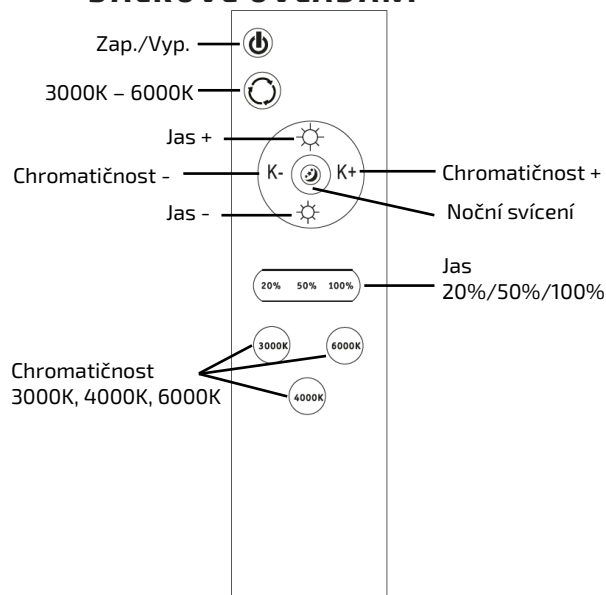 Zap./Vyp.
3000K – 6000K
Jas +
Chromatičnost -
K-
K+
Chromatičnost +
Jas -
Noční svícení
20% 50% 100%
Jas
20%/50%/100%
3000K
6000K
4000K
Chromatičnost
3000K, 4000K, 6000K